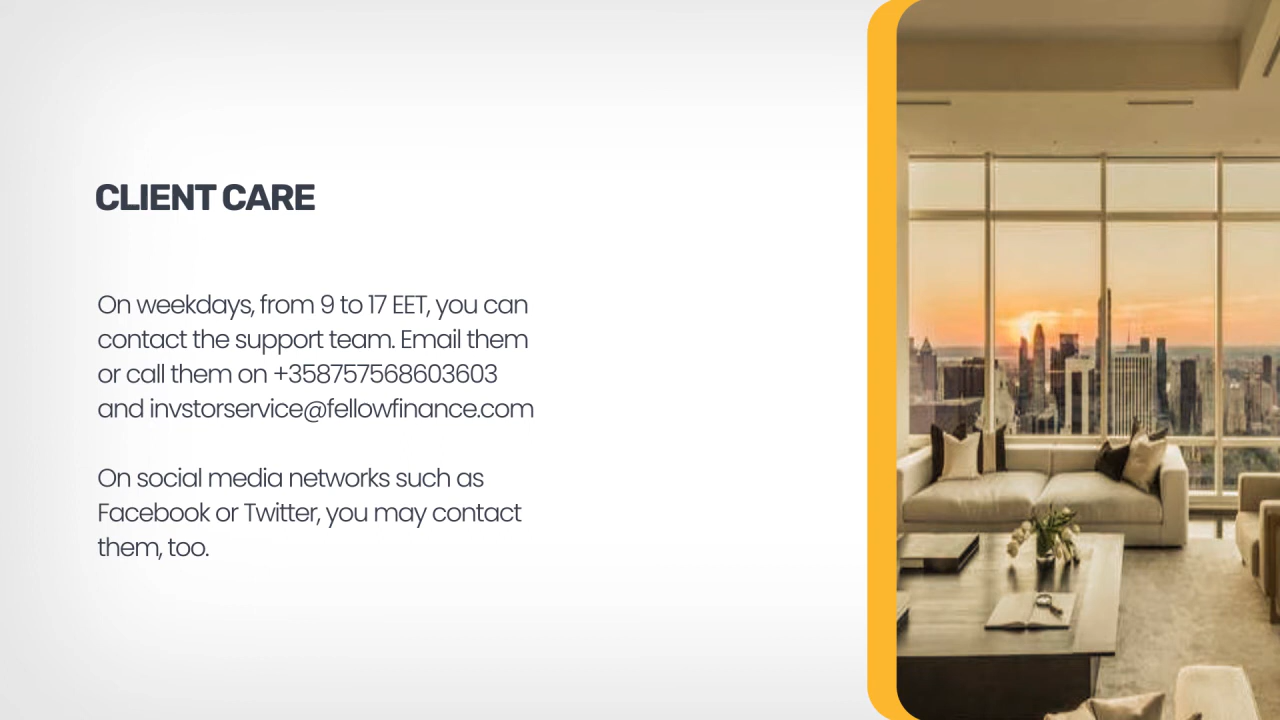 CLIENT CARE
On weekdays, from 9 to 17 EET, you can
contact the support team. Email them
or call them on +358757568603603
and invstorservice@fellowfinance.com
On social media networks such as
Facebook or Twitter, you may contact
them, too.